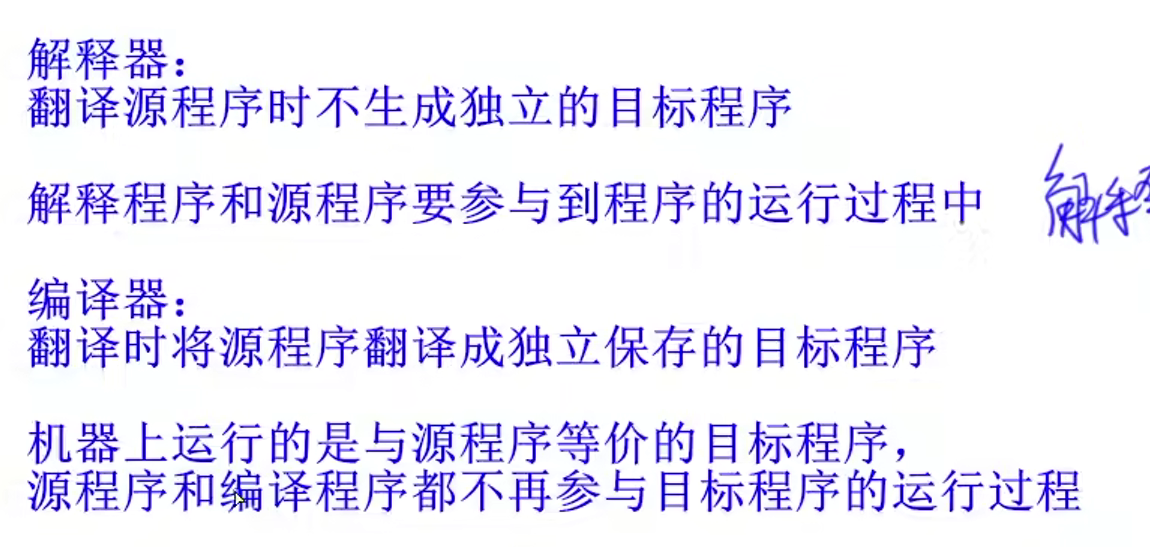 解释器：
翻译源程序时不生成独立的目标程序
解释程序和源程序要参与到程序的运行过程中
解释
编译器：
翻译时将源程序翻译成独立保存的目标程序
机器上运行的是与源程序等价的目标程序，
源程序和编译程序都不再参与目标程序的运行过程